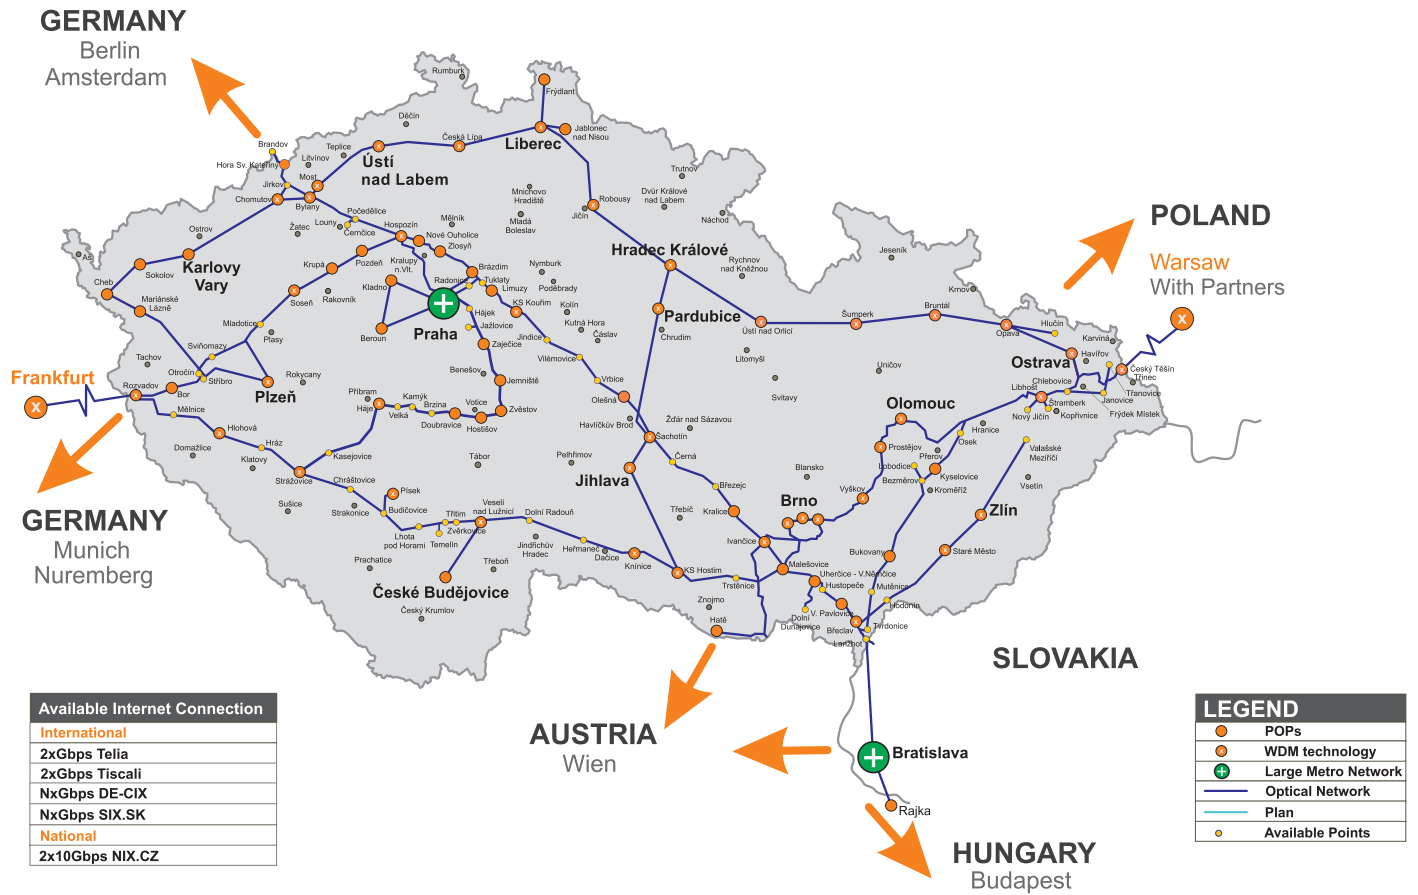 GERMANY
Berlin
Amsterdam
Rumburk
Frýdlant
Děčín
Jablonec
nad Nisou
Česká Lípa
Liberec
Brandov
Teplice
Litvínov
Hora Sv. Kateřiny
Ústí
nad Labem
Most
Jirkov
Chomutov
Bylany
Trutnov
Mnichovo
Hradiště
Dvůr Králové
nad Labem
Robousy
Jičín
Náchod
Počedělice
Louny
Černčice
Žatec
Mělník
Mladá
Boleslav
Hospozín
Nové Ouholice
Zlosyň
Ostrov
Aš
Karlovy
Vary
Sokolov
Cheb
Mariánské
Lázně
Krupá
Pozdeň
Kralupy
n.Vlt.
Brázdim
Radonice
Tuklaty
Limuzy
Nymburk
Poděbrady
Hradec Králové
Rychnov
nad Kněžnou
Jeseník
POLAND
Warsaw
With Partners
Krnov
Kladno
Soseň
Rakovník
Praha
Beroun
Hájek
Jažlovice
KS Kouřim
Kolín
Kutná Hora
Čáslav
Pardubice
Chrudim
Ústí nad Orlicí
Šumperk
Bruntál
Opava
Hlučín
Karviná
Havířov
Ostrava
Český Těšín
Třinec
Mladotice
Plasy
Sviňomazy
Tachov
Otročín
Stříbro
Rokycany
Zaječice
Jindice
Vilémovice
Litomyšl
Uničov
Benešov
Jemniště
Vrbice
Svitavy
Chlebovice
Libhošť
Tranovice
Janovice
Frankfurt
Rozvadov
Bor
Plzeň
Příbram
Háje
Kamýk
Velká
Brzina
Votice
Doubravice
Hostišov
Zvěstov
Olešná
Havlíčkův Brod
Žďár nad Sázavou
Olomouc
Štramberk
Nový Jičín
Kopřivnice
Frýdek Místek
Mělnice
Hlohová
Domažlice
Hráz
Klatovy
Kasejovice
Šachotín
Hranice
Osek
Prostějov
Přerov
Valašské
Meziříčí
Strážovice
Chráštovice
Tábor
Pelhřimov
Jihlava
Černá
Blansko
Lobodice
Kyselovice
Bezměrov
Kroměříž
Vsetín
Březejc
Písek
Sušice
Strakonice
Budičovice
Veselí
nad Lužnicí
Dolní Radouň
Třebíč
Kralice
Brno
Vyškov
Zlín
GERMANY
Munich
Nuremberg
Třitim
Zvěrkovice
Lhota
pod Horami
Temelín
Jindřichův
Hradec
Heřmaneč
Dačice
Knínice
Ivančice
Bukovany
Staré Město
Prachatice
Třeboň
České Budějovice
Český Krumlov
KS Hostim
Trstěnice
Malešovice
Uherčice - V.Němčice
Hustopeče
Mutěnice
Hodonín
Znojmo
Hatě
Dolní
Dunajovice
V. Pavlovice
Břeclav
Tvrdonice
Lanžhot
SLOVAKIA
AUSTRIA
Wien
Bratislava
Rajka
HUNGARY
Budapest
Available Internet Connection
International
2xGbps Telia
2xGbps Tiscali
NxGbps DE-CIX
NxGbps SIX.SK
National
2x10Gbps NIX.CZ
LEGEND
POPs
WDM technology
Large Metro Network
Optical Network
Plan
Available Points